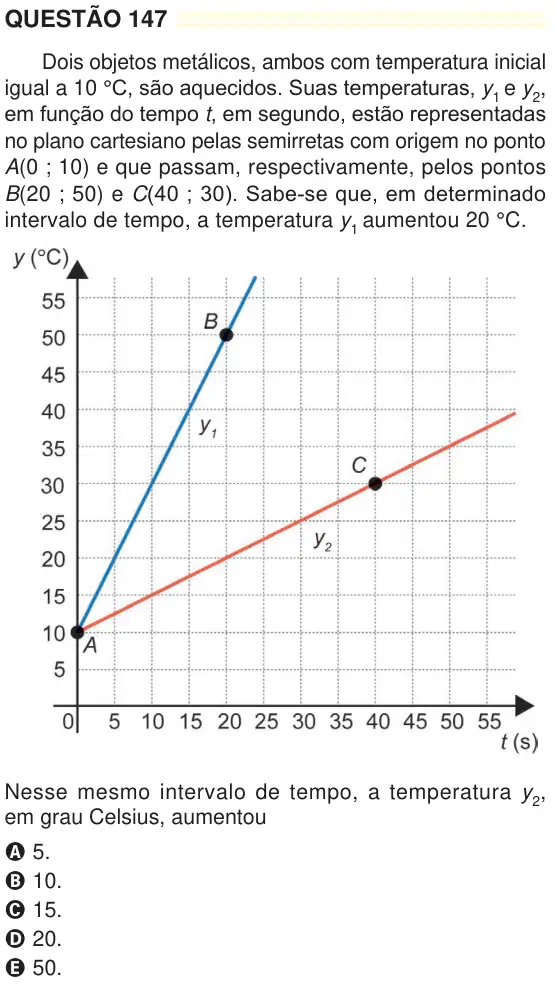 QUESTÃO 147
Dois objetos metálicos, ambos com temperatura inicial
igual a 10 °C, são aquecidos. Suas temperaturas, y₁ e y₂,
em função do tempo t, em segundo, estão representadas
no plano cartesiano pelas semirretas com origem no ponto
A(0 ; 10) e que passam, respectivamente, pelos pontos
B(20 ; 50) e C(40 ; 30). Sabe-se que, em determinado
intervalo de tempo, a temperatura y₁ aumentou 20 °C.
y (°C)
55
50
45
40
35
30
25
20
15
10
5
B
y₁
C
y₂
A
0 5 10 15 20 25 30 35 40 45 50 55
t (s)
Nesse mesmo intervalo de tempo, a temperatura y₂,
em grau Celsius, aumentou
A 5.
B 10.
C 15.
D 20.
E 50.